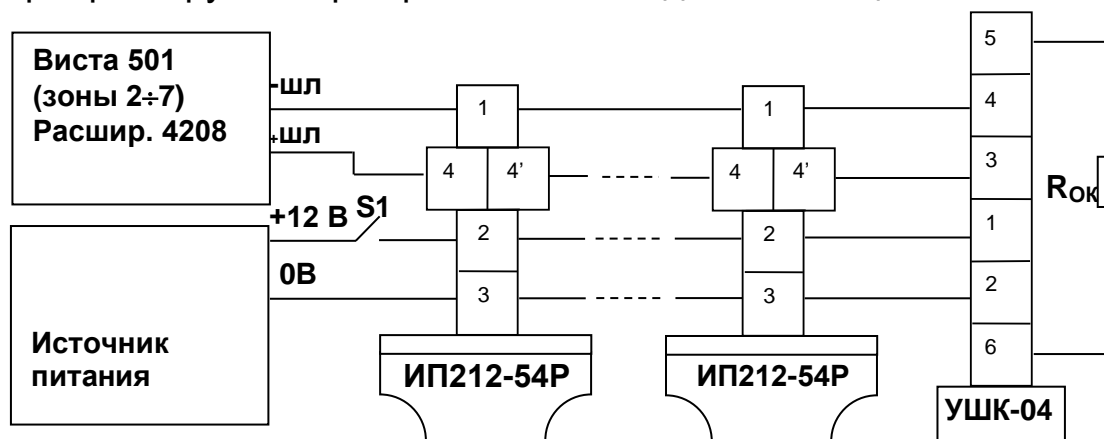 Виста 501
(зоны 2÷7)
Расшир. 4208
-шл
+шл
+12 В
S1
0В
Источник
питания
1
4
4’
2
3
ИП212-54Р
1
4
4’
2
3
ИП212-54Р
5
4
3
1
2
6
RОК
УШК-04